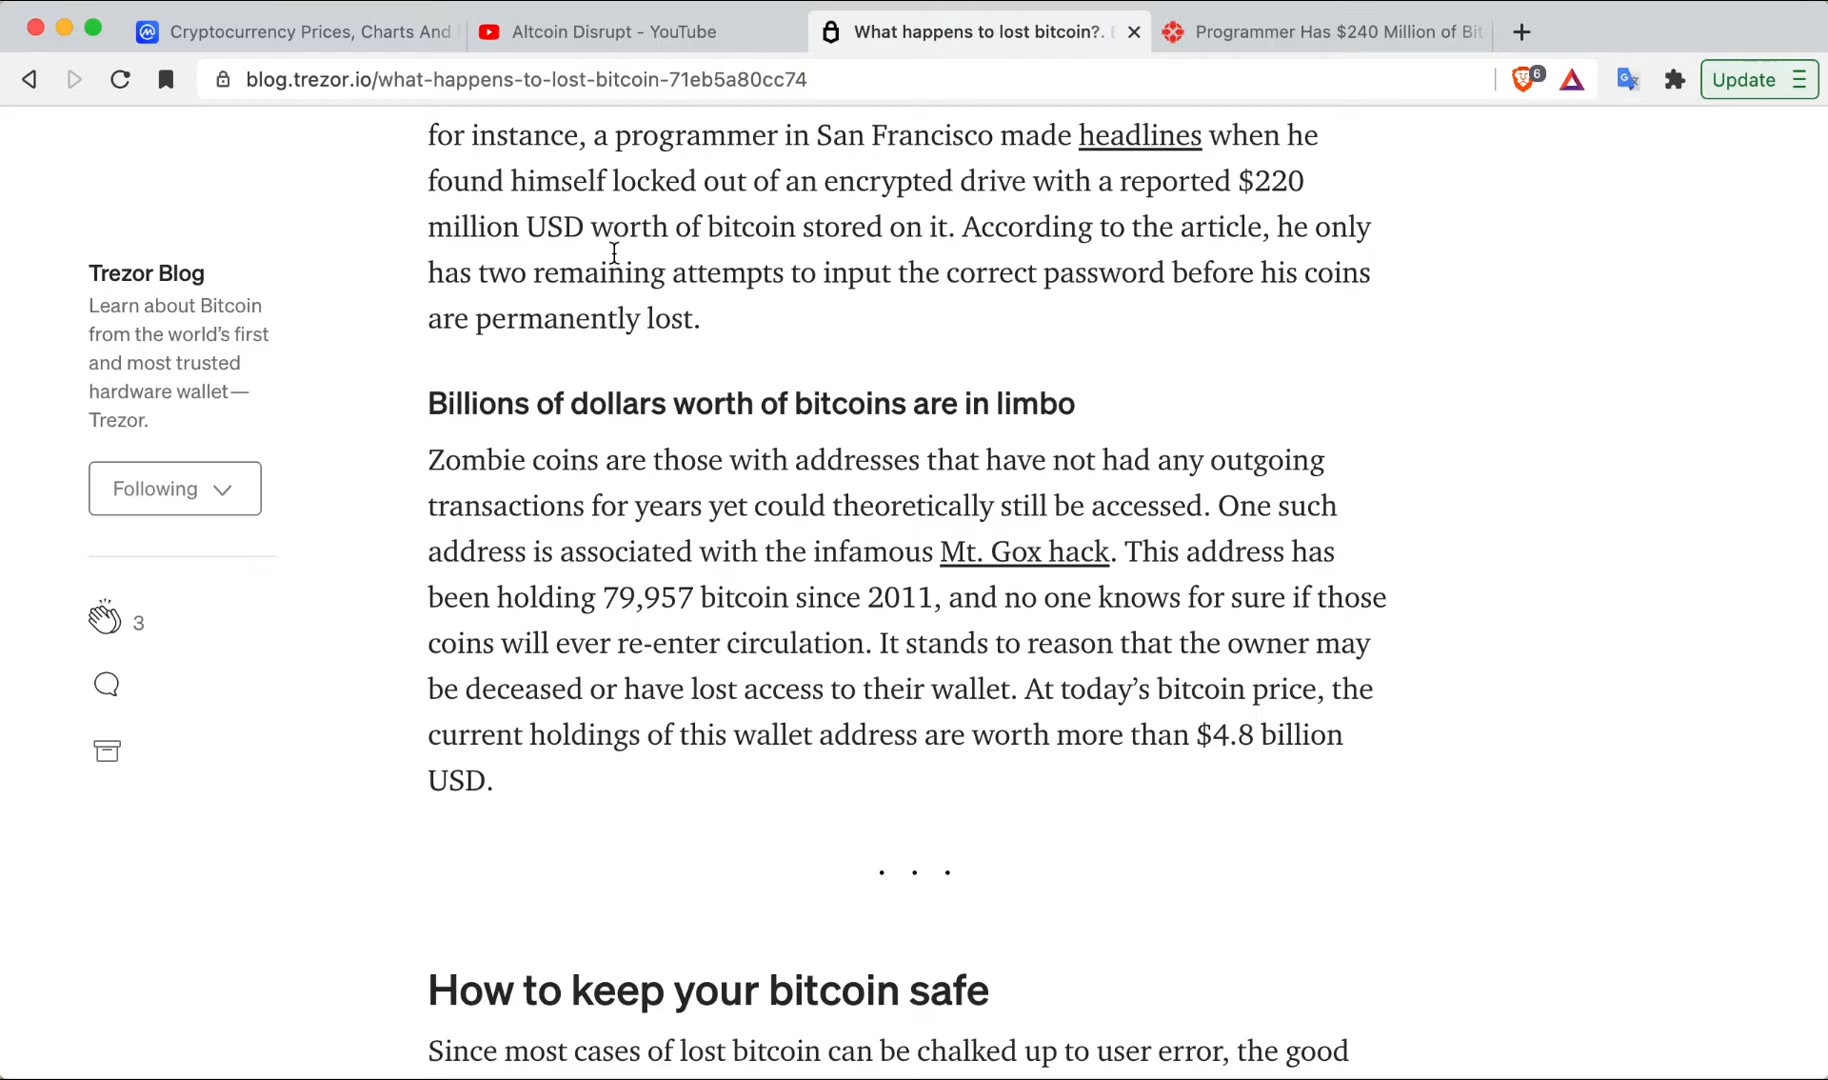 Cryptocurrency Prices, Charts And
Altcoin Disrupt - YouTube
What happens to lost bitcoin?.
Programmer Has $240 Million of Bit
blog.trezor.io/what-happens-to-lost-bitcoin-71eb5a80cc74
6
Update
for instance, a programmer in San Francisco made headlines when he
found himself locked out of an encrypted drive with a reported $220
million USD worth of bitcoin stored on it. According to the article, he only
has two remaining attempts to input the correct password before his coins
are permanently lost.
Trezor Blog
Learn about Bitcoin
from the world’s first
and most trusted
hardware wallet—
Trezor.
Following
3
Billions of dollars worth of bitcoins are in limbo
Zombie coins are those with addresses that have not had any outgoing
transactions for years yet could theoretically still be accessed. One such
address is associated with the infamous Mt. Gox hack. This address has
been holding 79,957 bitcoin since 2011, and no one knows for sure if those
coins will ever re-enter circulation. It stands to reason that the owner may
be deceased or have lost access to their wallet. At today’s bitcoin price, the
current holdings of this wallet address are worth more than $4.8 billion
USD.
. . .
How to keep your bitcoin safe
Since most cases of lost bitcoin can be chalked up to user error, the good